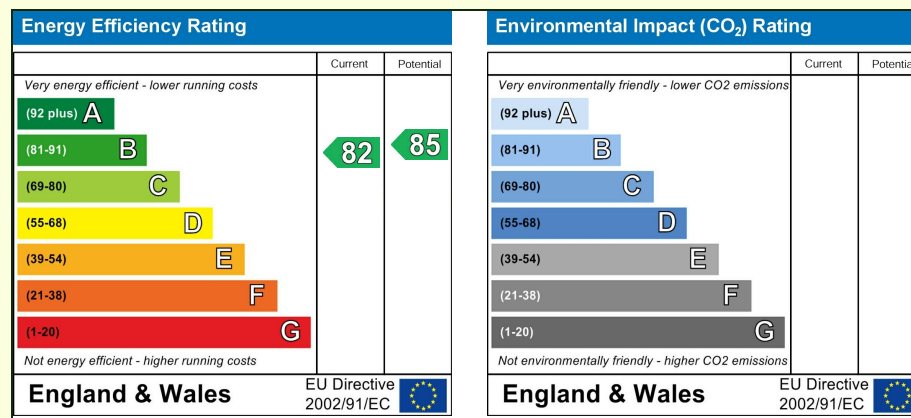 Energy Efficiency Rating
Current Potential
Very energy efficient - lower running costs
(92 plus) A
(81-91) B
82 85
(69-80) C
(55-68) D
(39-54) E
(21-38) F
(1-20) G
Not energy efficient - higher running costs
England & Wales
EU Directive
2002/91/EC
Environmental Impact (CO₂) Rating
Current Potential
Very environmentally friendly - lower CO2 emissions
(92 plus) A
(81-91) B
(69-80) C
(55-68) D
(39-54) E
(21-38) F
(1-20) G
Not environmentally friendly - higher CO2 emissions
England & Wales
EU Directive
2002/91/EC